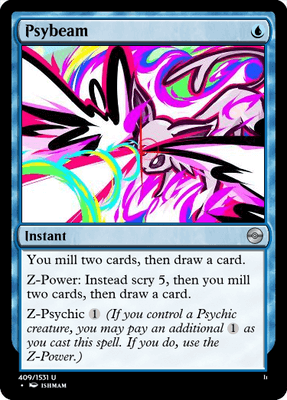 Psybeam
Instant
You mill two cards, then draw a card.
Z-Power: Instead scry 5, then you mill
two cards, then draw a card.
Z-Psychic 1 (If you control a Psychic
creature, you may pay an additional 1 as
you cast this spell. If you do, use the
Z-Power.)
409/1531 U
ISHMAM